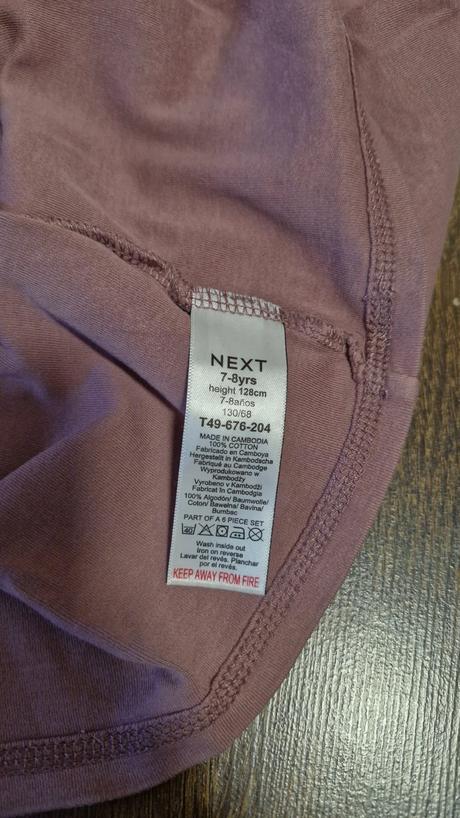 NEXT
7-8yrs
height 128cm
7-8años
130/68
T49-676-204
MADE IN CAMBODIA
100% COTTON
Fabricado en Camboya
Hergestellt in Kambodscha
Fabriqué au Cambodge
Wyprodukowano w
Kambodży
Vyrobeno v Kambodži
Fabricat în Cambodgia
100% Algodón/ Baumwolle/
Coton/ Bawełna/ Bavlna/
Bumbac
PART OF A 6 PIECE SET
40
Wash inside out
Iron on reverse
Lavar del revés. Planchar
por el revés.
KEEP AWAY FROM FIRE